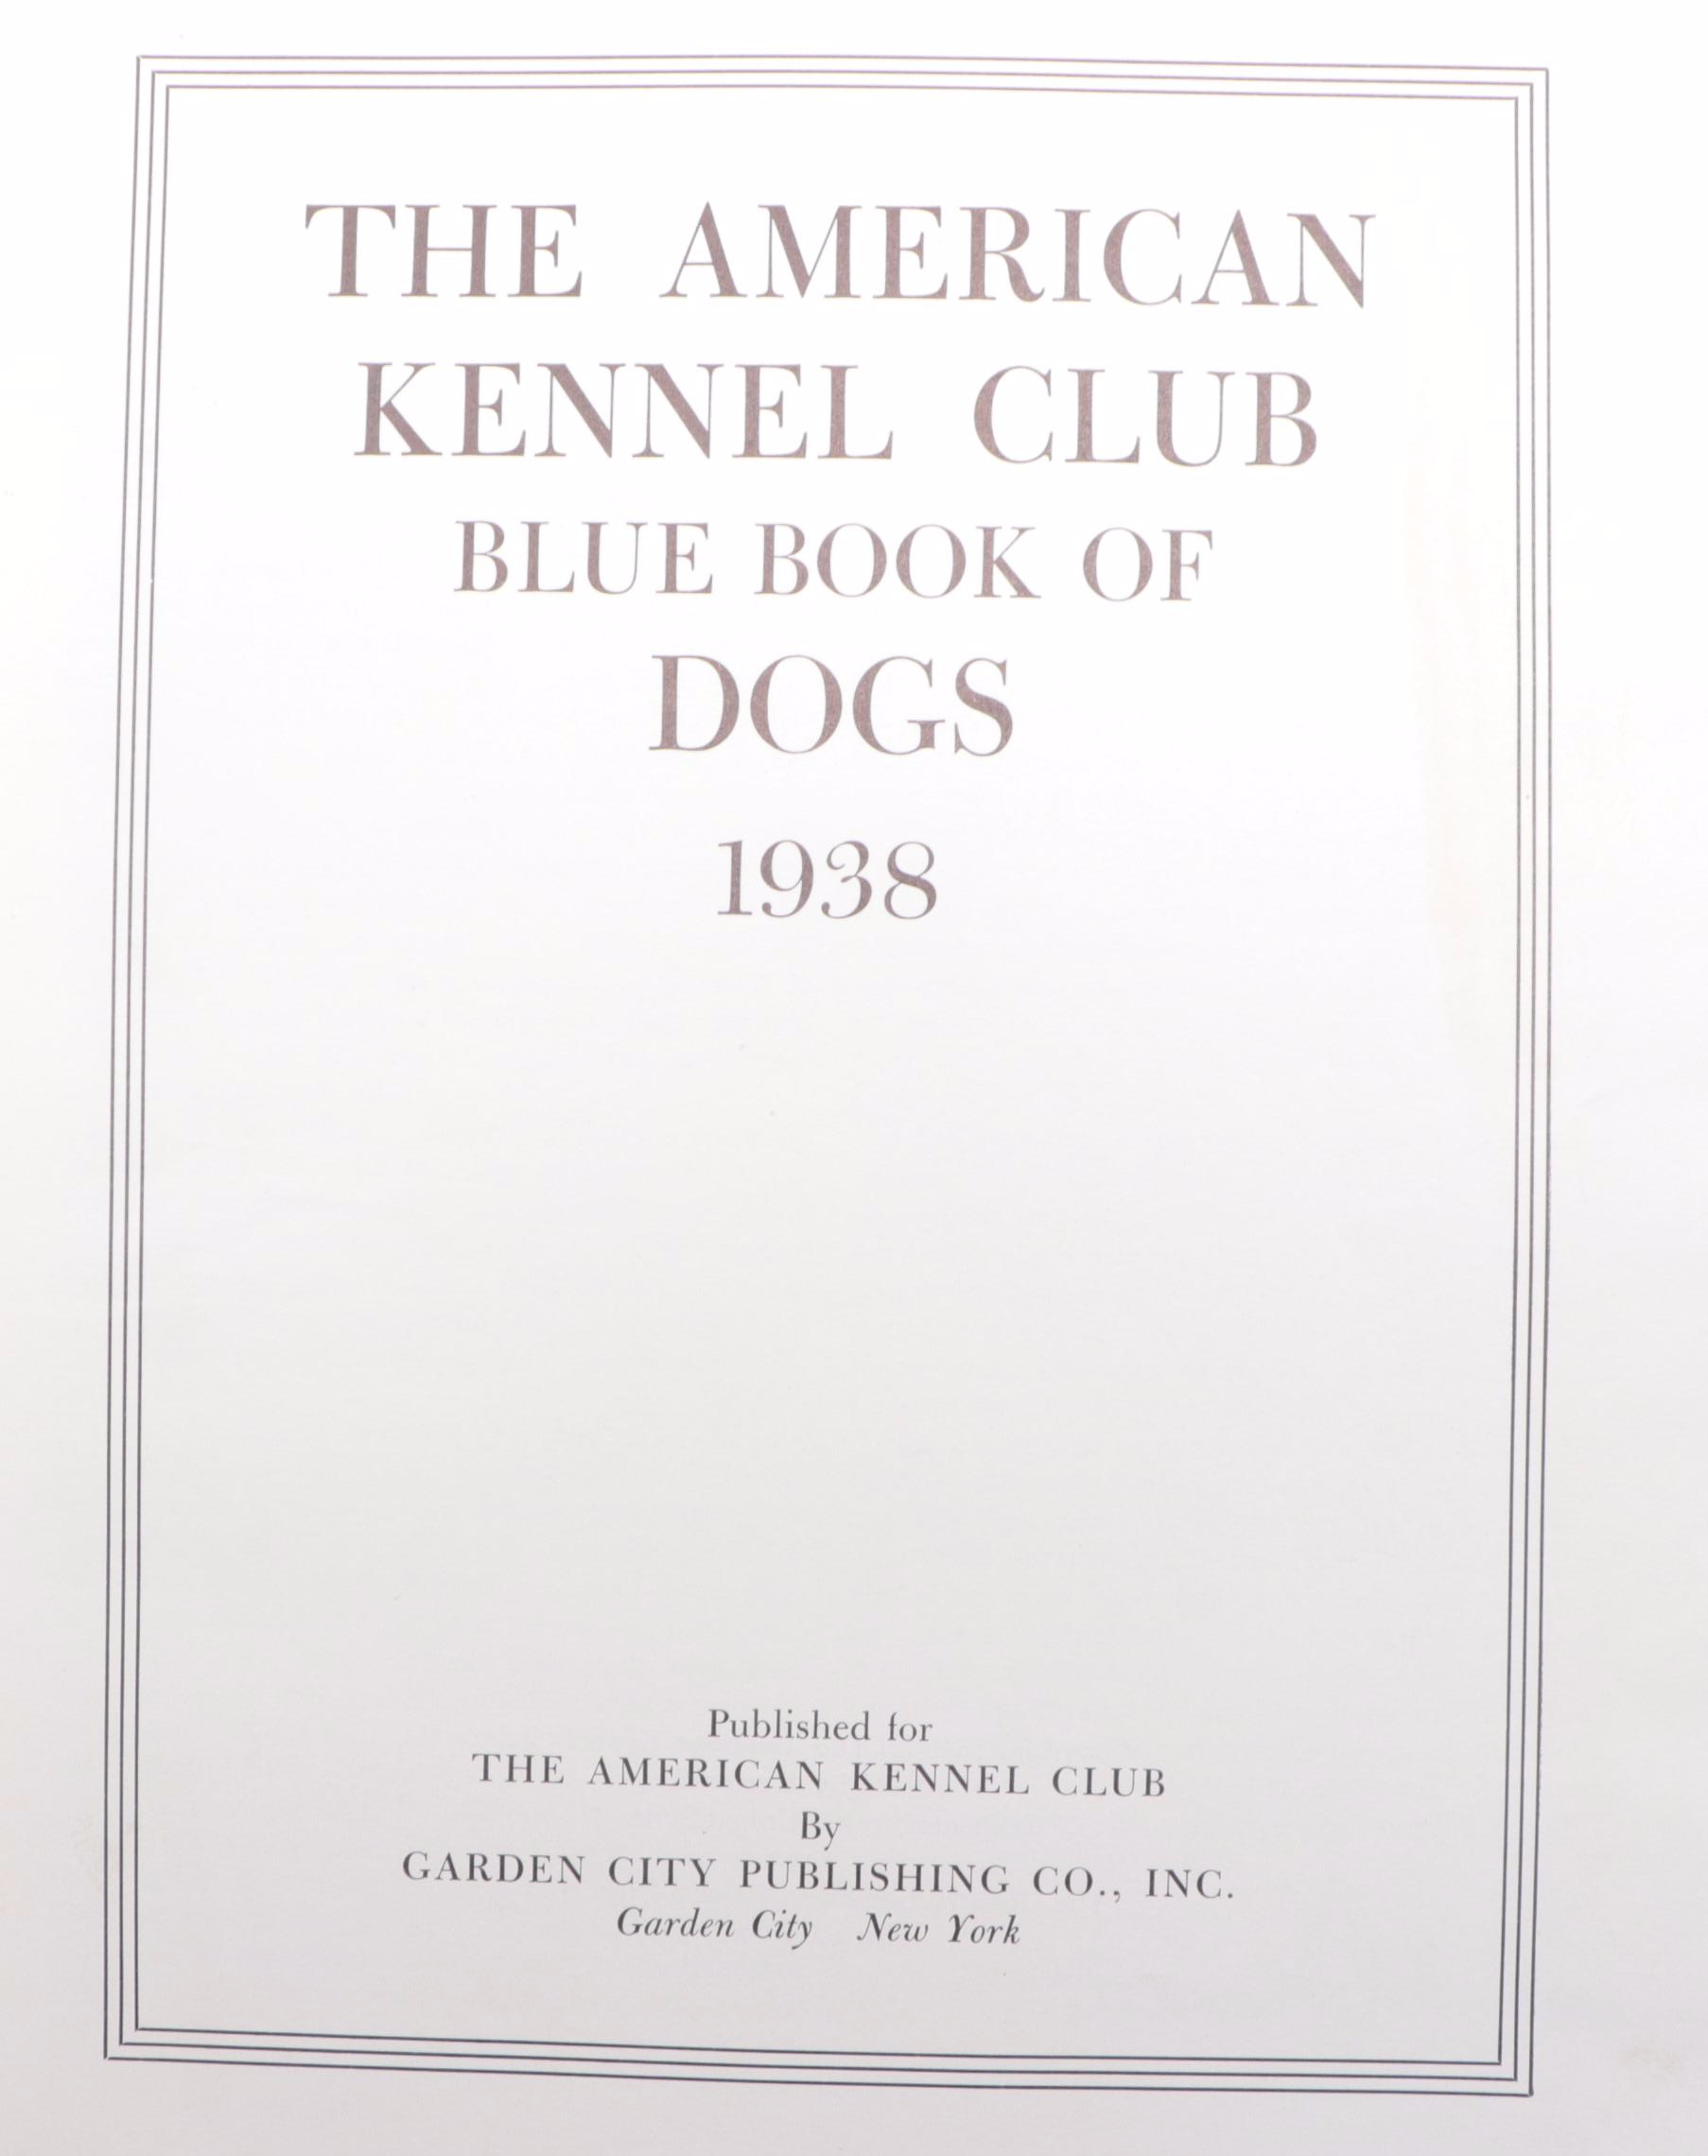 THE AMERICAN
KENNEL CLUB
BLUE BOOK OF
DOGS
1938
Published for
THE AMERICAN KENNEL CLUB
By
GARDEN CITY PUBLISHING CO., INC.
Garden City New York